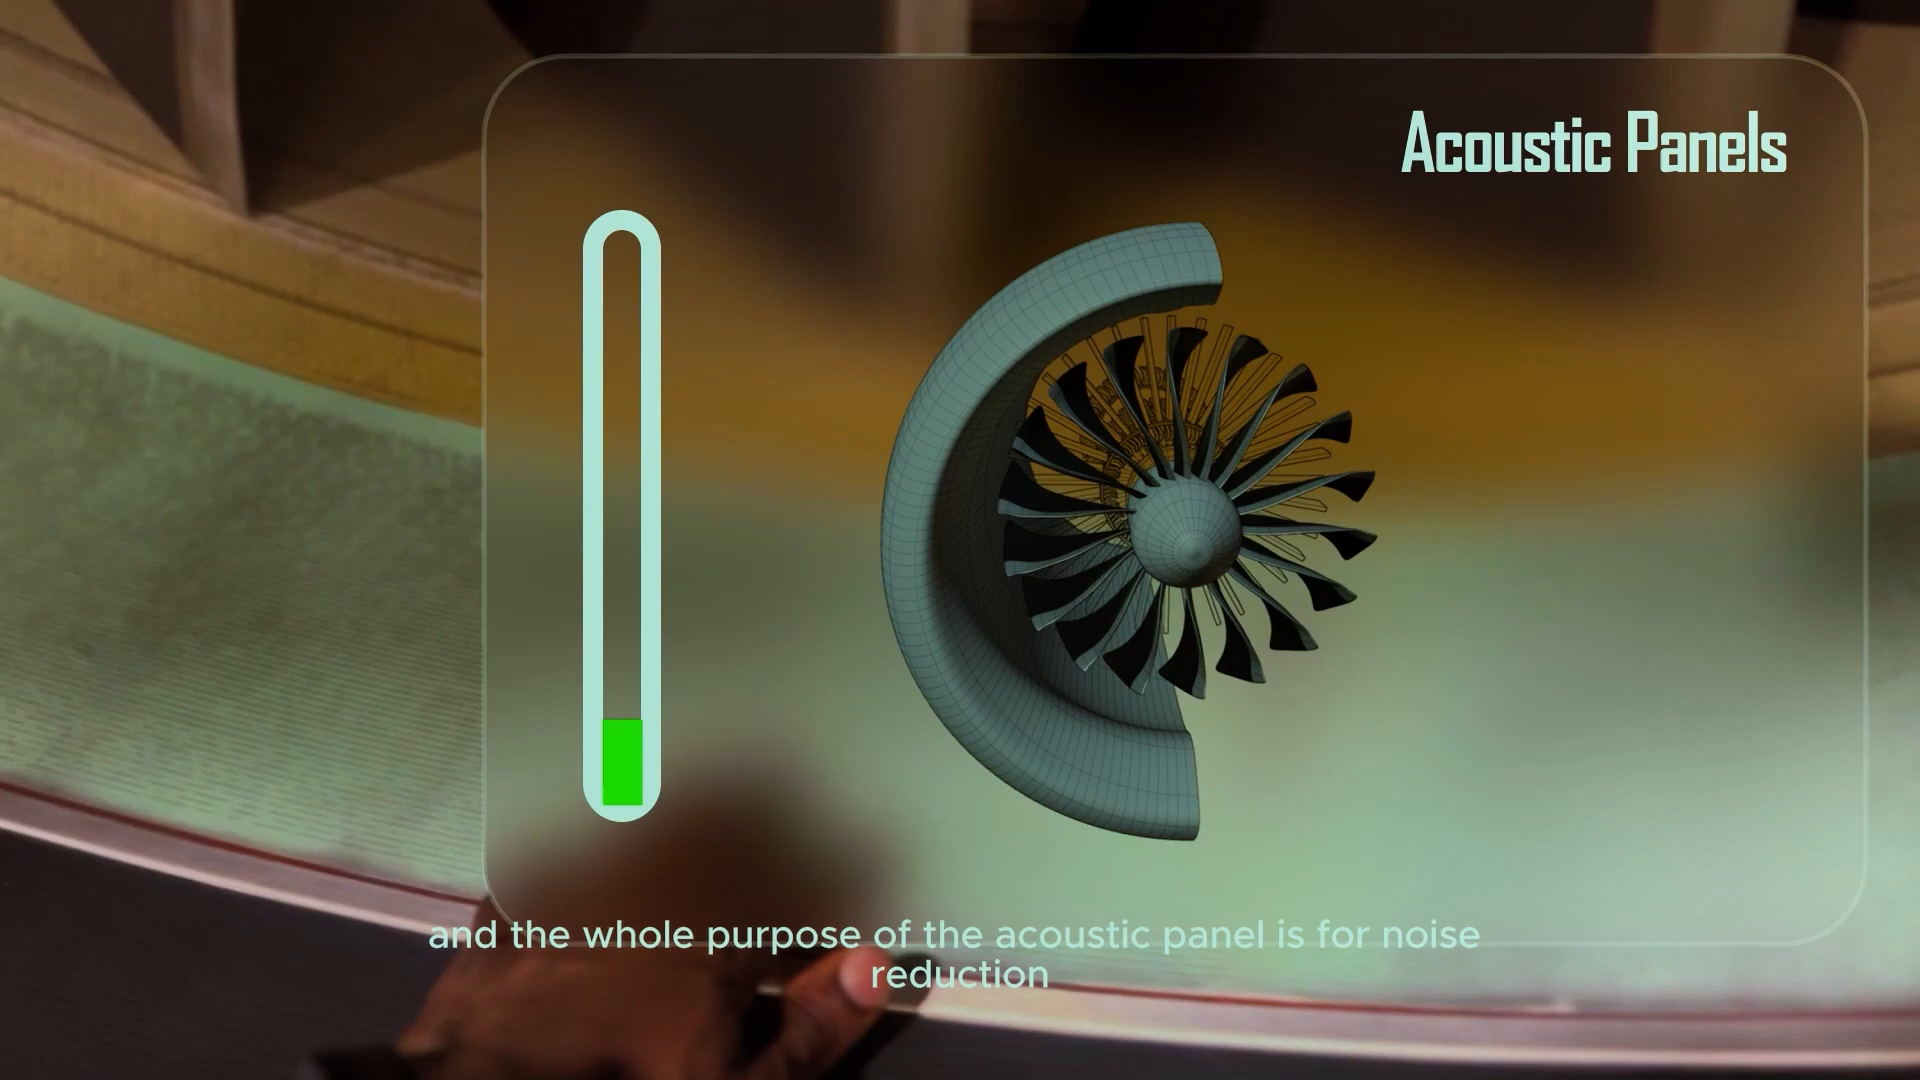 Acoustic Panels
and the whole purpose of the acoustic panel is for noise
reduction